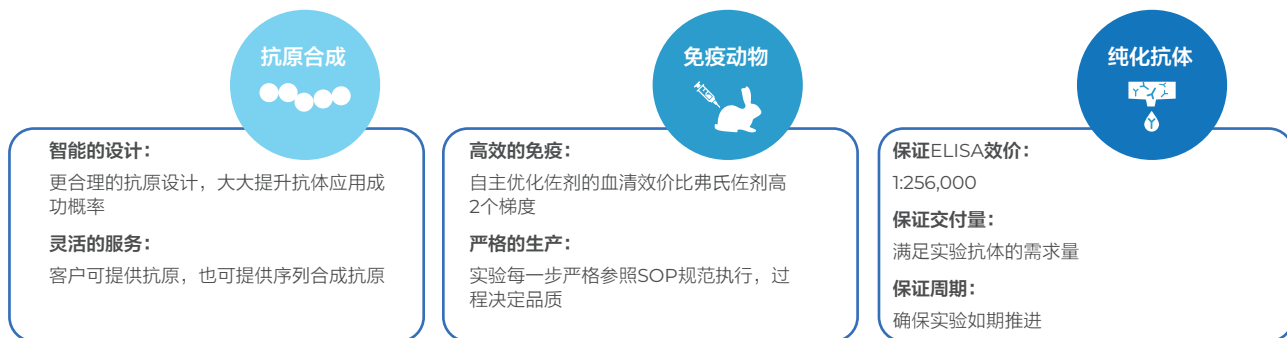 抗原合成
智能的设计：
更合理的抗原设计，大大提升抗体应用成
功概率
灵活的服务：
客户可提供抗原，也可提供序列合成抗原
免疫动物
高效的免疫：
自主优化佐剂的血清效价比弗氏佐剂高
2个梯度
严格的生产：
实验每一步严格参照SOP规范执行，过
程决定品质
纯化抗体
保证ELISA效价：
1:256,000
保证交付量：
满足实验抗体的需求量
保证周期：
确保实验如期推进